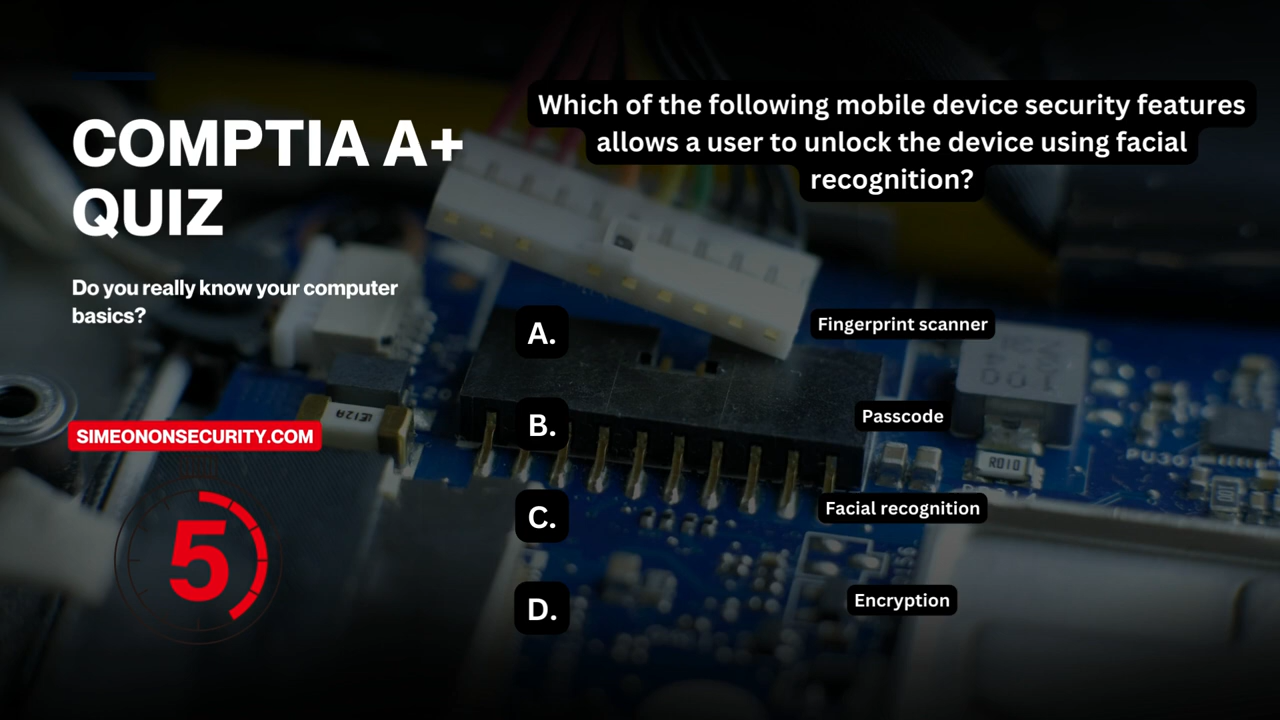 COMPTIA A+
QUIZ
Do you really know your computer
basics?
SIMEONONSECURITY.COM
5
Which of the following mobile device security features
allows a user to unlock the device using facial
recognition?
A.
Fingerprint scanner
B.
Passcode
C.
Facial recognition
D.
Encryption
R010